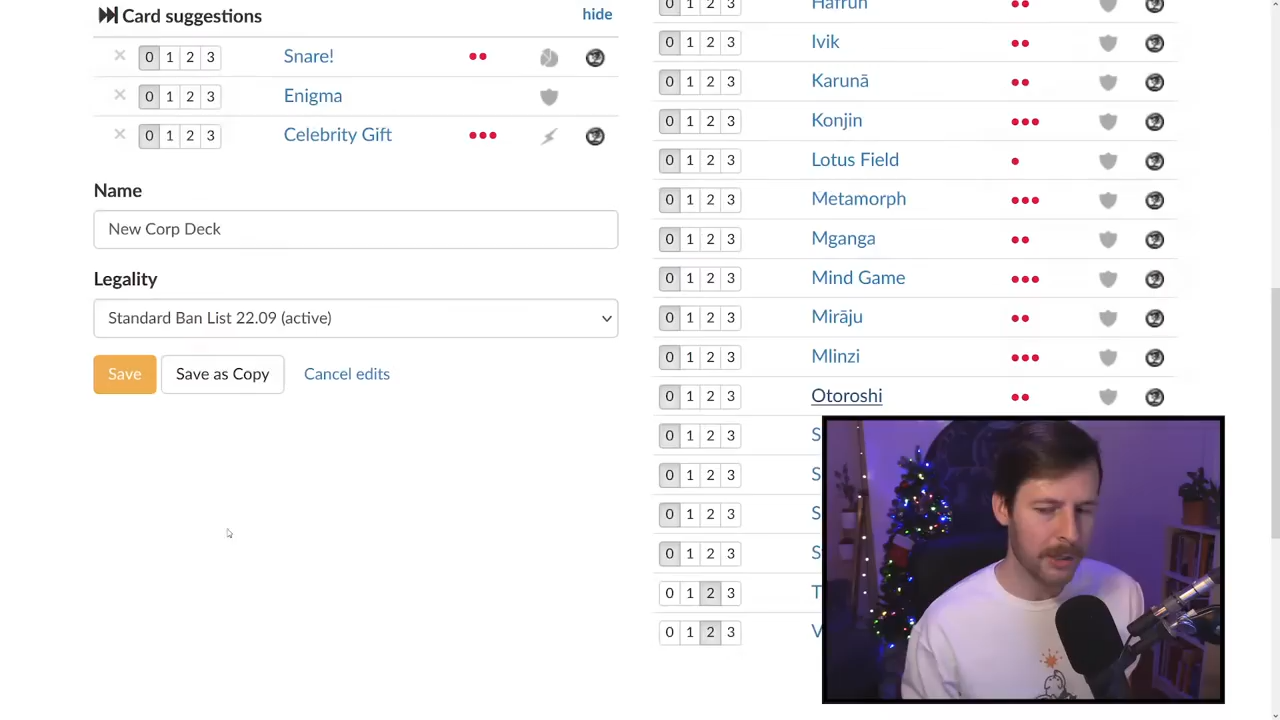 Card suggestions
hide
0 1 2 3 Snare!
0 1 2 3 Enigma
0 1 2 3 Celebrity Gift
Name
New Corp Deck
Legality
Standard Ban List 22.09 (active)
Save
Save as Copy
Cancel edits
Hafrún
0 1 2 3 Ivik
0 1 2 3 Karunā
0 1 2 3 Konjin
0 1 2 3 Lotus Field
0 1 2 3 Metamorph
0 1 2 3 Mganga
0 1 2 3 Mind Game
0 1 2 3 Mirāju
0 1 2 3 Mlinzi
0 1 2 3 Otoroshi
0 1 2 3 S
0 1 2 3 S
0 1 2 3 S
0 1 2 3 S
0 1 2 3 T
0 1 2 3 V